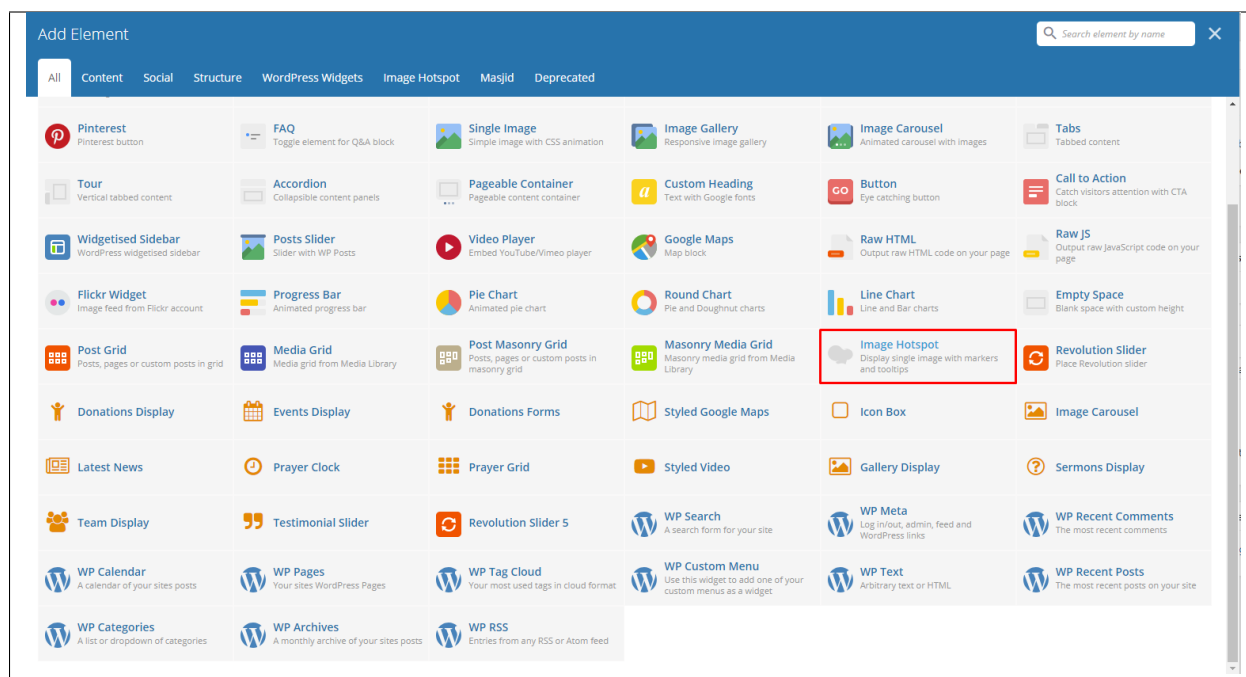 Add Element
Search element by name
All Content Social Structure WordPress Widgets Image Hotspot Masjid Deprecated
Pinterest
Pinterest button
FAQ
Toggle element for Q&A block
Single Image
Simple image with CSS animation
Image Gallery
Responsive image gallery
Image Carousel
Animated carousel with images
Tabs
Tabbed content
Tour
Vertical tabbed content
Accordion
Collapsible content panels
Pageable Container
Pageable content container
a
Custom Heading
Text with Google fonts
GO
Button
Eye catching button
Call to Action
Catch visitors attention with CTA
block
Widgetised Sidebar
WordPress widgetised sidebar
Posts Slider
Slider with WP Posts
Video Player
Embed YouTube/Vimeo player
Google Maps
Map block
Raw HTML
Output raw HTML code on your page
Raw JS
Output raw JavaScript code on your
page
Flickr Widget
Image feed from Flickr account
Progress Bar
Animated progress bar
Pie Chart
Animated pie chart
Round Chart
Pie and Doughnut charts
Line Chart
Line and Bar charts
Empty Space
Blank space with custom height
Post Grid
Posts, pages or custom posts in grid
Media Grid
Media grid from Media Library
Post Masonry Grid
Posts, pages or custom posts in
masonry grid
Masonry Media Grid
Masonry media grid from Media
Library
Image Hotspot
Display single image with markers
and tooltips
Revolution Slider
Place Revolution slider
Donations Display
Events Display
Donations Forms
Styled Google Maps
Icon Box
Image Carousel
Latest News
Prayer Clock
Prayer Grid
Styled Video
Gallery Display
Sermons Display
Team Display
Testimonial Slider
Revolution Slider 5
WP Search
A search form for your site
WP Meta
Log in/out, admin, feed and
WordPress links
WP Recent Comments
The most recent comments
WP Calendar
A calendar of your sites posts
WP Pages
Your sites WordPress Pages
WP Tag Cloud
Your most used tags in cloud format
WP Custom Menu
Use this widget to add one of your
custom menus as a widget
WP Text
Arbitrary text or HTML
WP Recent Posts
The most recent posts on your site
WP Categories
A list or dropdown of categories
WP Archives
A monthly archive of your sites posts
WP RSS
Entries from any RSS or Atom feed